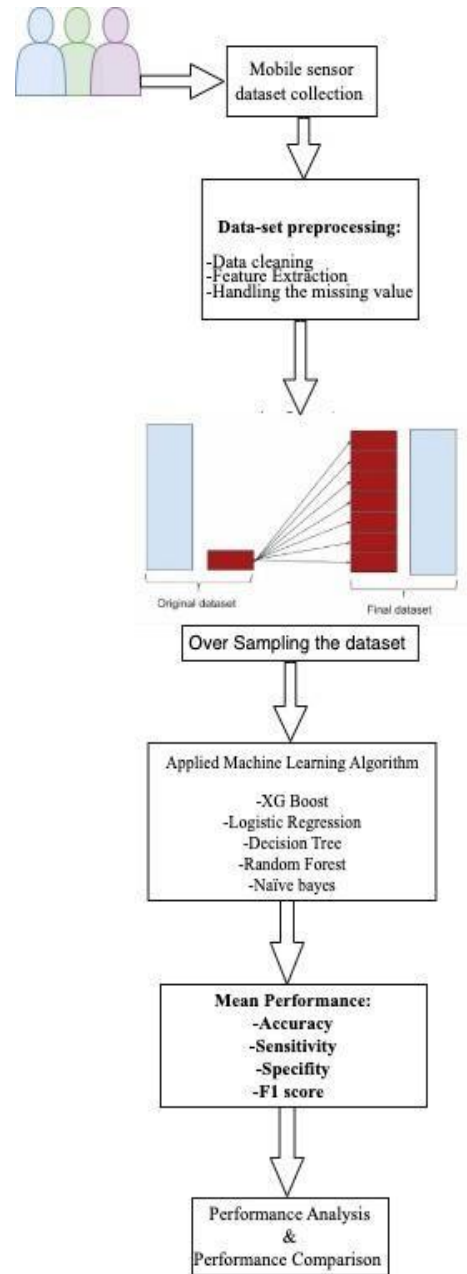 Mobile sensor
dataset collection
Data-set preprocessing:
-Data cleaning
-Feature Extraction
-Handling the missing value
Original dataset
Final dataset
Over Sampling the dataset
Applied Machine Learning Algorithm
-XG Boost
-Logistic Regression
-Decision Tree
-Random Forest
-Naïve bayes
Mean Performance:
-Accuracy
-Sensitivity
-Specifity
-F1 score
Performance Analysis
&
Performance Comparison